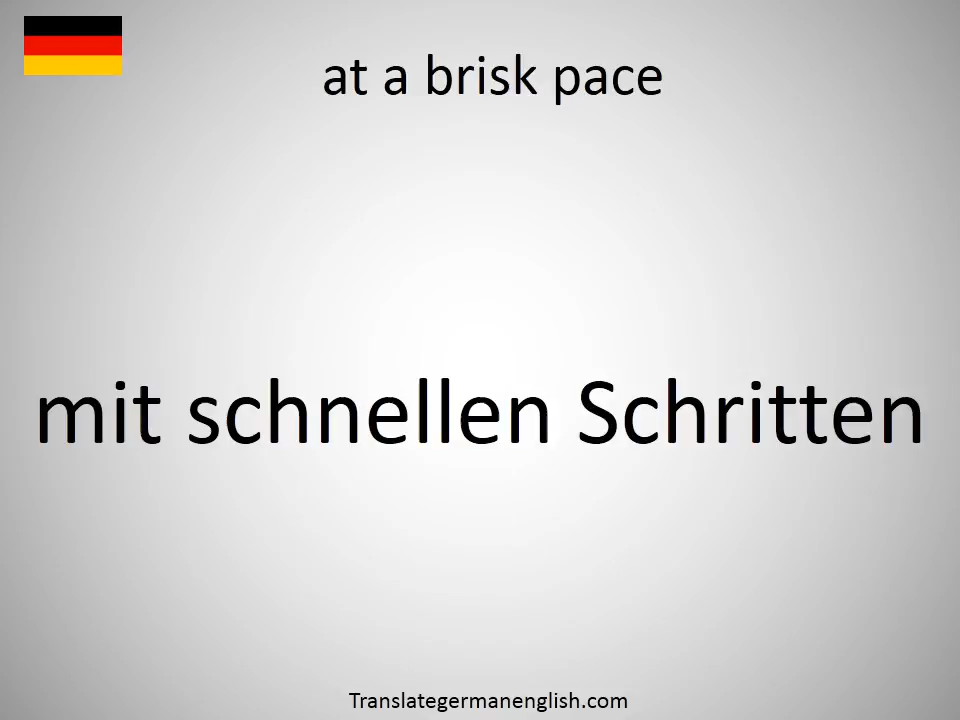 at a brisk pace
mit schnellen Schritten
Translategermanenglish.com